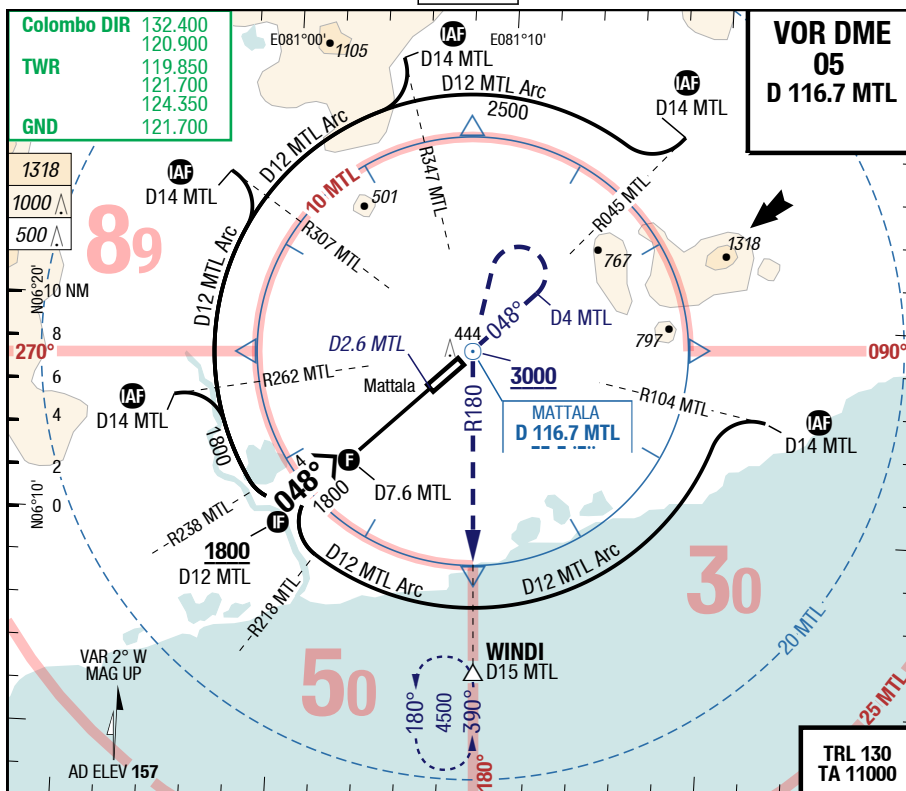 Colombo DIR 132.400
120.900
TWR 119.850
121.700
124.350
GND 121.700
VOR DME
05
D 116.7 MTL
E081°00'
1105
IAF
D14 MTL
E081°10'
D12 MTL Arc
2500
IAF
D14 MTL
D12 MTL Arc
1318
1000
500
IAF
D14 MTL
10 MTL
501
R347 MTL
R045 MTL
R307 MTL
89
D12 MTL Arc
767
1318
N06°20'
10 NM
8
6
4
2
0
N06°10'
048°
D4 MTL
D2.6 MTL
444
797
270°
090°
Mattala
3000
R262 MTL
R180
MATTALA
D 116.7 MTL
R104 MTL
IAF
D14 MTL
IAF
D14 MTL
1800
4
048°
1800
F
D7.6 MTL
R238 MTL
IF
1800
D12 MTL
R218 MTL
D12 MTL Arc
D12 MTL Arc
30
50
20 MTL
25 MTL
WINDI
D15 MTL
180°
4500
390°
180°
VAR 2° W
MAG UP
AD ELEV 157
TRL 130
TA 11000